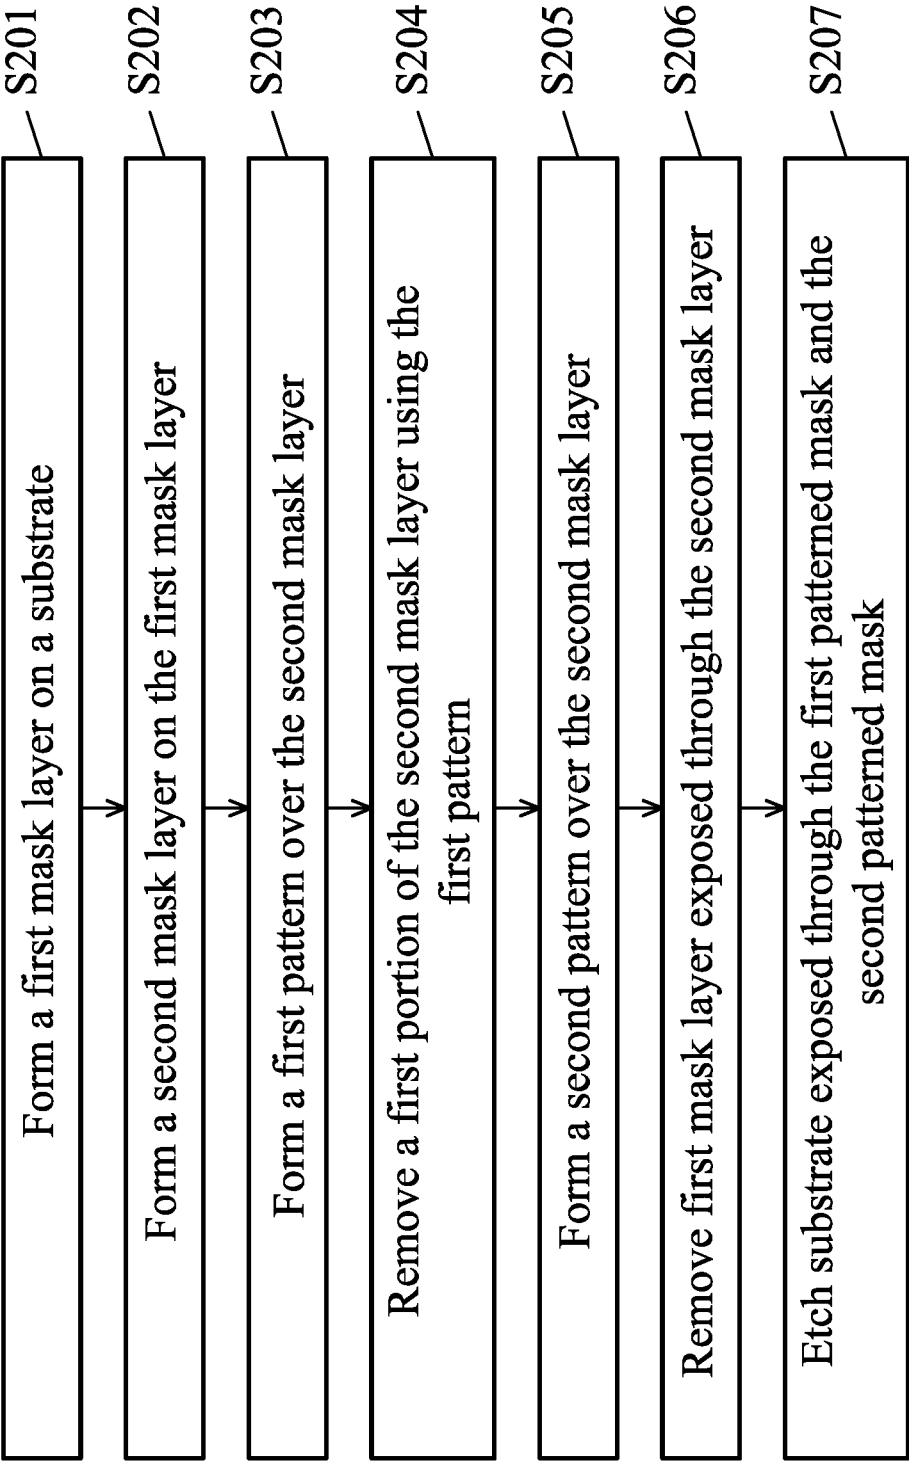 Form a first mask layer on a substrate
S201
Form a second mask layer on the first mask layer
S202
Form a first pattern over the second mask layer
S203
Remove a first portion of the second mask layer using the
first pattern
S204
Form a second pattern over the second mask layer
S205
Remove first mask layer exposed through the second mask layer
S206
Etch substrate exposed through the first patterned mask and the
second patterned mask
S207